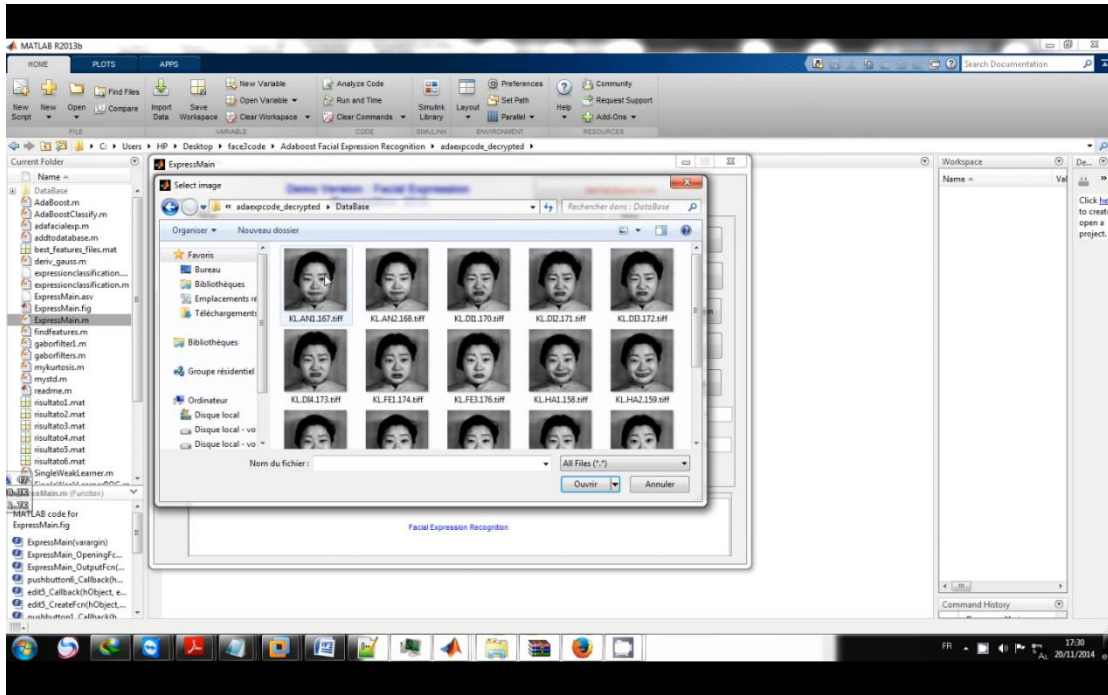 MATLAB R2013b
HOME PLOTS APPS
Search Documentation
New Script
New
Open
Find Files
Compare
Import Data
Save Workspace
New Variable
Open Variable
Clear Workspace
Analyze Code
Run and Time
Clear Commands
Simulink Library
Layout
Preferences
Set Path
Parallel
Help
Community
Request Support
Add-Ons
FILE VARIABLE CODE SIMULINK ENVIRONMENT RESOURCES
C: Users HP Desktop face3code Adaboost Facial Expression Recognition adaexpcode_decrypted
Current Folder
Name
DataBase
AdaBoost.m
AdaBoostClassify.m
adafacialexp.m
addtodatabase.m
best_features_files.mat
deriv_gauss.m
expressionclassification....
expressionclassification.m
ExpressMain.asv
ExpressMain.fig
ExpressMain.m
findfeatures.m
gaborfilter1.m
gaborfilters.m
mykurtosis.m
mystd.m
readme.m
risultato1.mat
risultato2.mat
risultato3.mat
risultato4.mat
risultato5.mat
risultato6.mat
SingleWeakLearner.m
ssMain.m (Function)
MATLAB code for
ExpressMain.fig
ExpressMain(varargin)
ExpressMain_OpeningFc...
ExpressMain_OutputFcn(...
pushbutton6_Callback(h...
edit5_Callback(hObject, e...
edit5_CreateFcn(hObject,...
pushbutton1_Callback(h
ExpressMain
Select image
« adaexpcode_decrypted DataBase
Rechercher dans : DataBase
Organiser Nouveau dossier
Favoris
Bureau
Bibliothèques
Emplacements ré
Téléchargements
Bibliothèques
Groupe résidentiel
Ordinateur
Disque local
Disque local - vo
Disque local - vo
KL.AN1.167.tiff KL.AN2.168.tiff KL.DI1.170.tiff KL.DI2.171.tiff KL.DI3.172.tiff
KL.DI4.173.tiff KL.FE1.174.tiff KL.FE3.176.tiff KL.HA1.158.tiff KL.HA2.159.tiff
Nom du fichier :
All Files (*.*)
Ouvrir Annuler
Facial Expression Recognition
Workspace
Name Val
De...
Click he
to creat
open a
project.
Command History
FR
17:30
20/11/2014